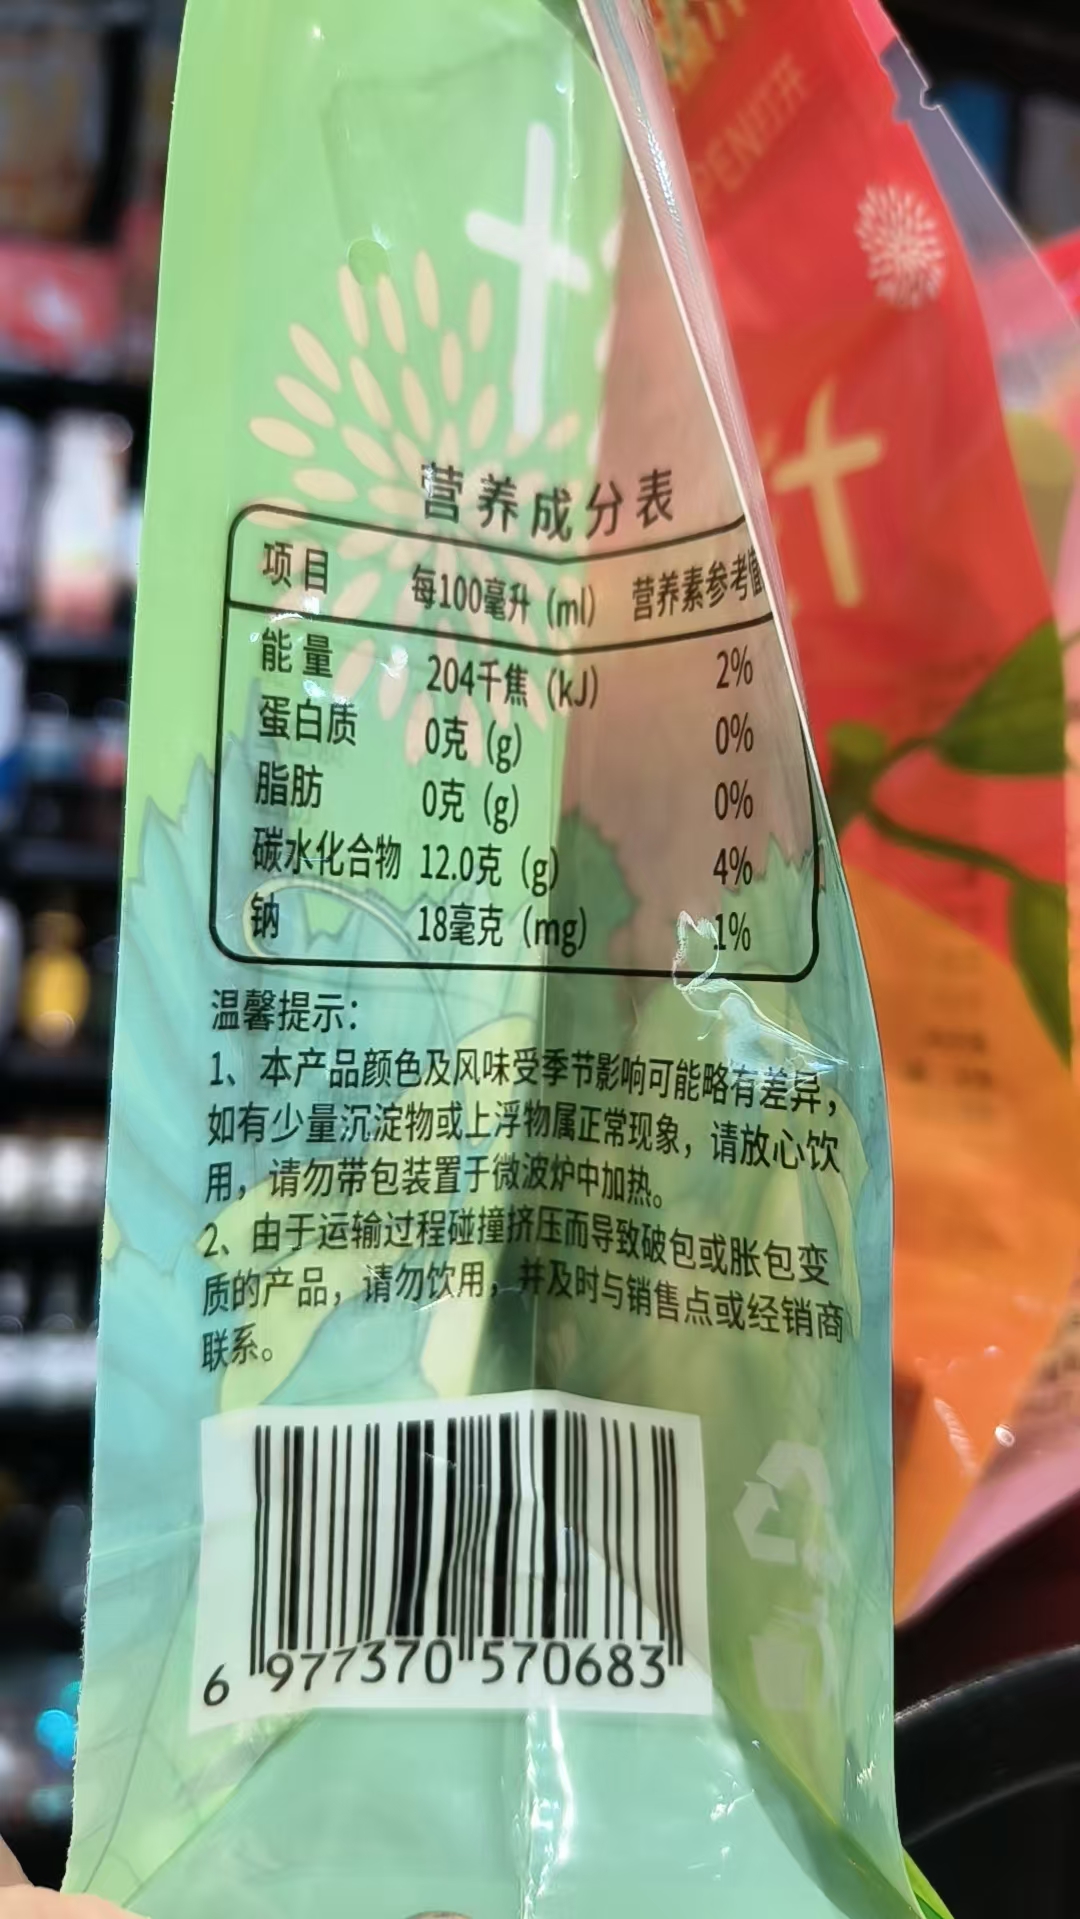 汁
PENITH
汁
营养成分表
项目 每100毫升（ml） 营养素参考值
能量 204千焦（kJ） 2%
蛋白质 0克（g） 0%
脂肪 0克（g） 0%
碳水化合物 12.0克（g） 4%
钠 18毫克（mg） 1%
温馨提示：
1、本产品颜色及风味受季节影响可能略有差异，
如有少量沉淀物或上浮物属正常现象，请放心饮
用，请勿带包装置于微波炉中加热。
2、由于运输过程碰撞挤压而导致破包或胀包变
质的产品，请勿饮用，并及时与销售点或经销商
联系。
6 977370 570683